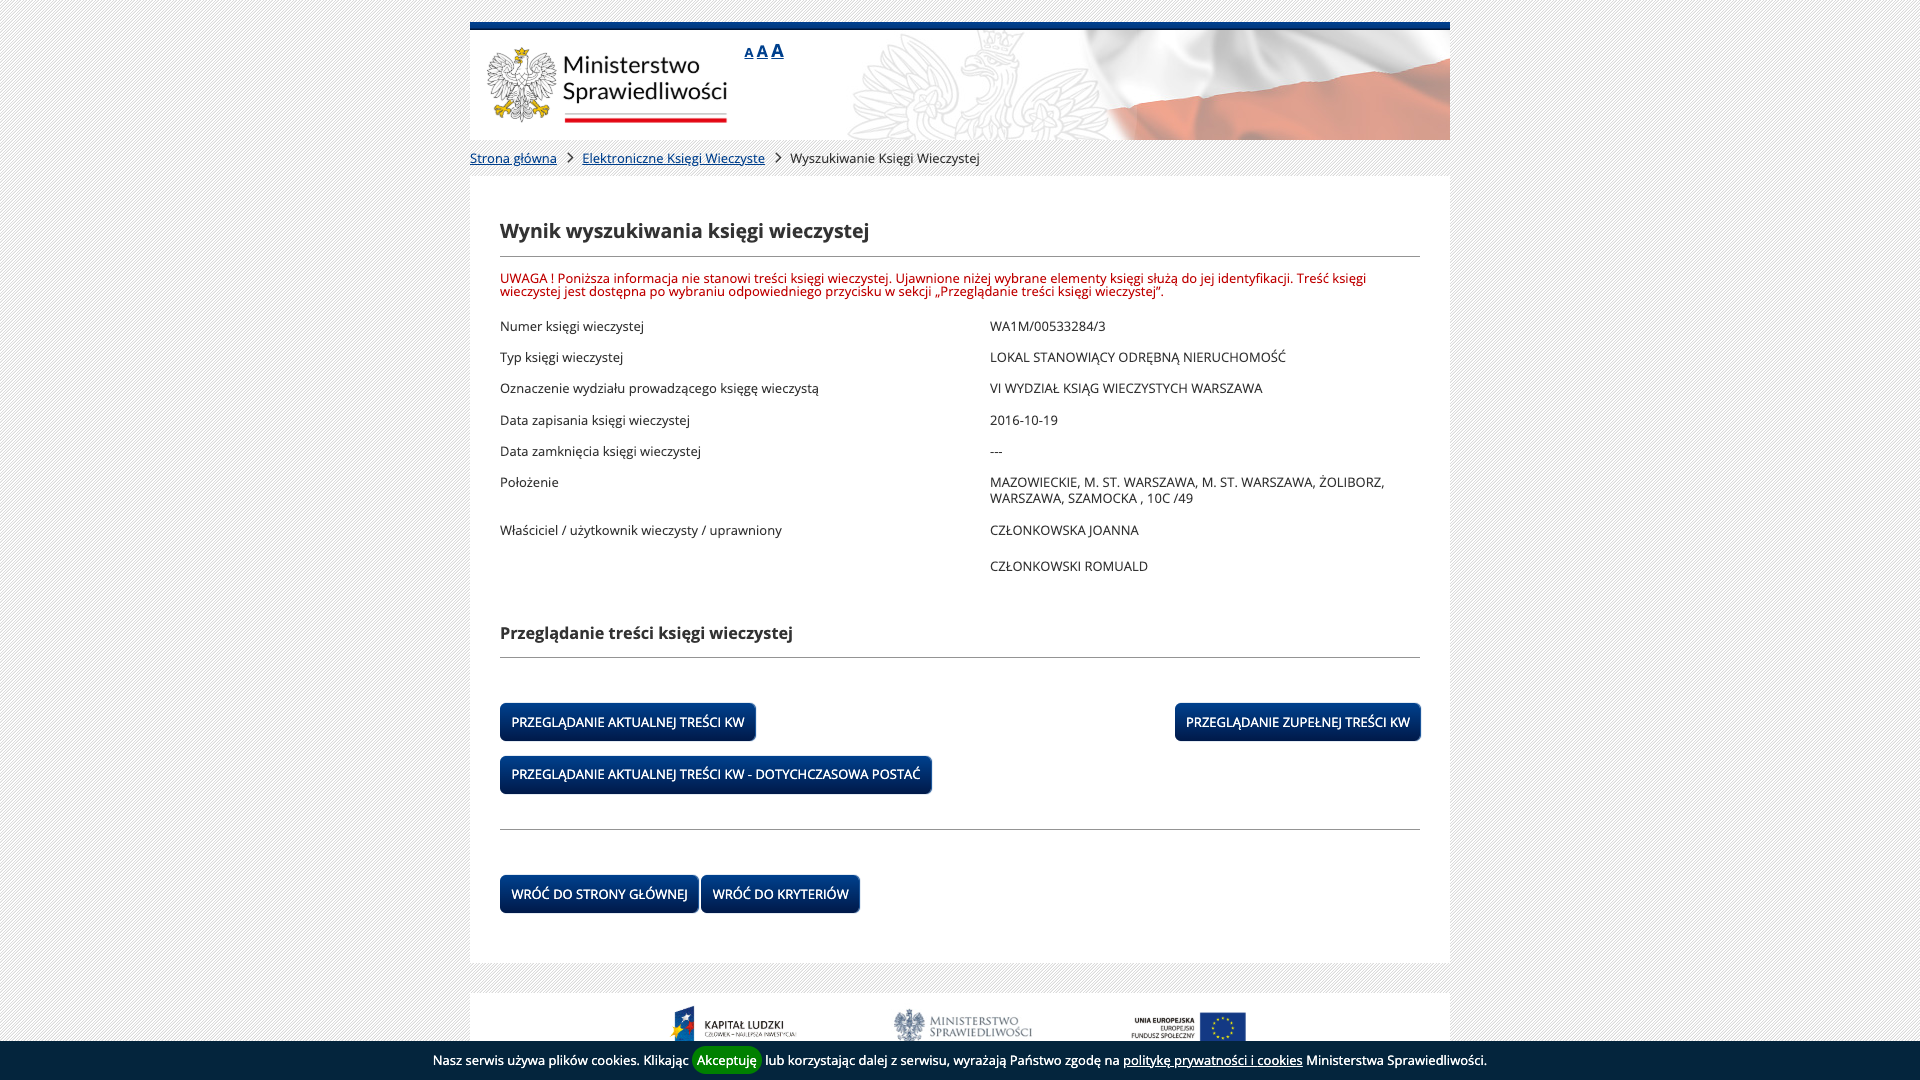 Ministerstwo
Sprawiedliwości
A A A
Strona główna > Elektroniczne Księgi Wieczyste > Wyszukiwanie Księgi Wieczystej
Wynik wyszukiwania księgi wieczystej
UWAGA ! Poniższa informacja nie stanowi treści księgi wieczystej. Ujawnione niżej wybrane elementy księgi służą do jej identyfikacji. Treść księgi
wieczystej jest dostępna po wybraniu odpowiedniego przycisku w sekcji „Przeglądanie treści księgi wieczystej”.
Numer księgi wieczystej WA1M/00533284/3
Typ księgi wieczystej LOKAL STANOWIĄCY ODRĘBNĄ NIERUCHOMOŚĆ
Oznaczenie wydziału prowadzącego księgę wieczystą VI WYDZIAŁ KSIĄG WIECZYSTYCH WARSZAWA
Data zapisania księgi wieczystej 2016-10-19
Data zamknięcia księgi wieczystej ---
Położenie MAZOWIECKIE, M. ST. WARSZAWA, M. ST. WARSZAWA, ŻOLIBORZ,
WARSZAWA, SZAMOCKA , 10C /49
Właściciel / użytkownik wieczysty / uprawniony CZŁONKOWSKA JOANNA
CZŁONKOWSKI ROMUALD
Przeglądanie treści księgi wieczystej
PRZEGLĄDANIE AKTUALNEJ TREŚCI KW PRZEGLĄDANIE ZUPEŁNEJ TREŚCI KW
PRZEGLĄDANIE AKTUALNEJ TREŚCI KW - DOTYCHCZASOWA POSTAĆ
WRÓĆ DO STRONY GŁÓWNEJ WRÓĆ DO KRYTERIÓW
KAPITAŁ LUDZKI
CZŁOWIEK – NAJLEPSZA INWESTYCJA!
MINISTERSTWO
SPRAWIEDLIWOŚCI
UNIA EUROPEJSKA
EUROPEJSKI
FUNDUSZ SPOŁECZNY
Nasz serwis używa plików cookies. Klikając Akceptuję lub korzystając dalej z serwisu, wyrażają Państwo zgodę na politykę prywatności i cookies Ministerstwa Sprawiedliwości.